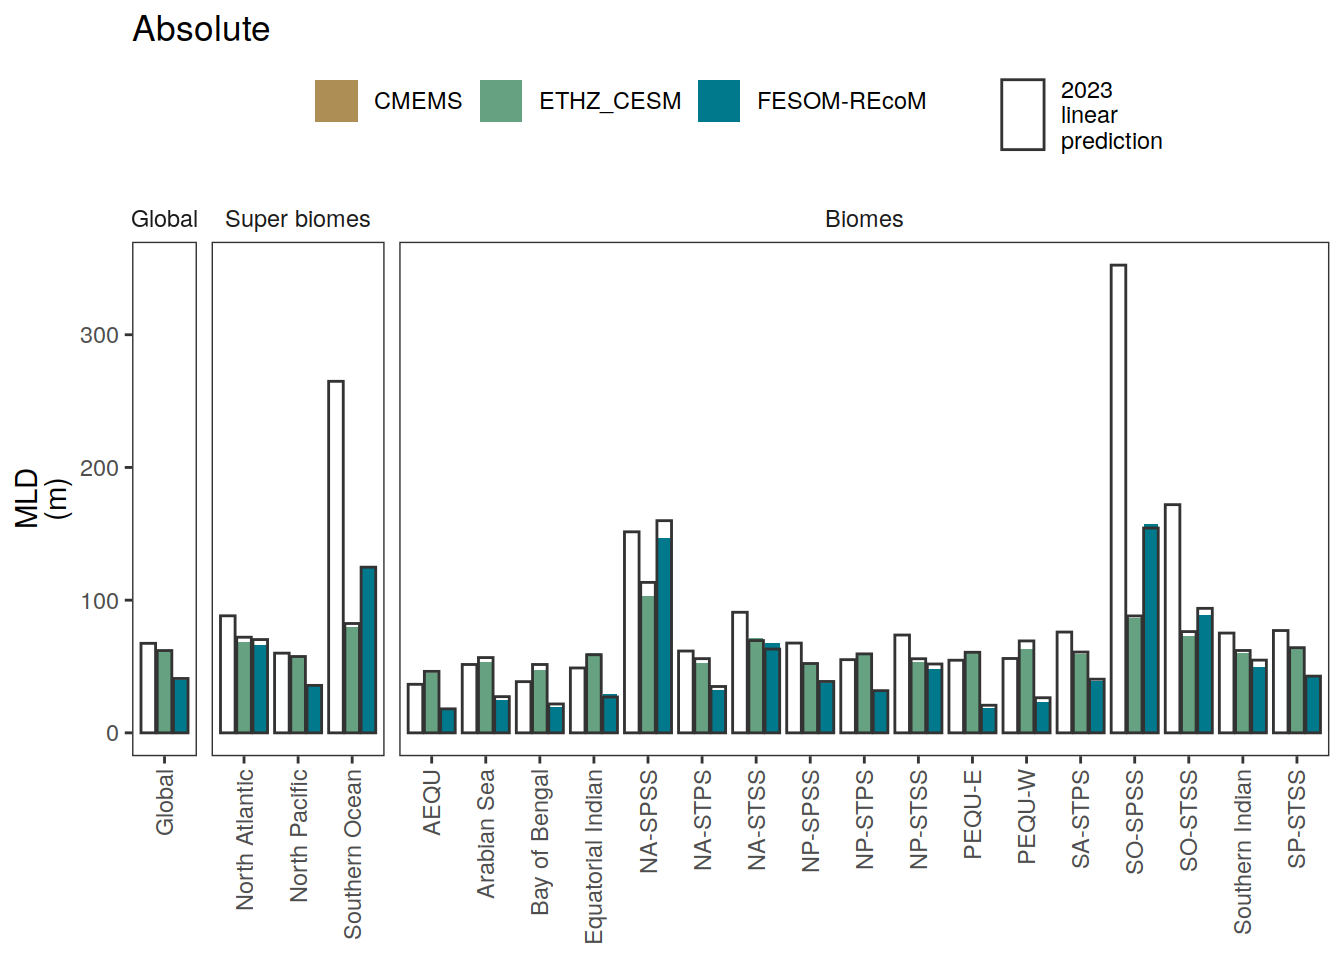 Absolute
CMEMS
ETHZ_CESM
FESOM-REcoM
2023
linear
prediction
Global
Super biomes
Biomes
MLD
(m)
300
200
100
0
Global
North Atlantic
North Pacific
Southern Ocean
AEQU
Arabian Sea
Bay of Bengal
Equatorial Indian
NA-SPSS
NA-STPS
NA-STSS
NP-SPSS
NP-STPS
NP-STSS
PEQU-E
PEQU-W
SA-STPS
SO-SPSS
SO-STSS
Southern Indian
SP-STSS